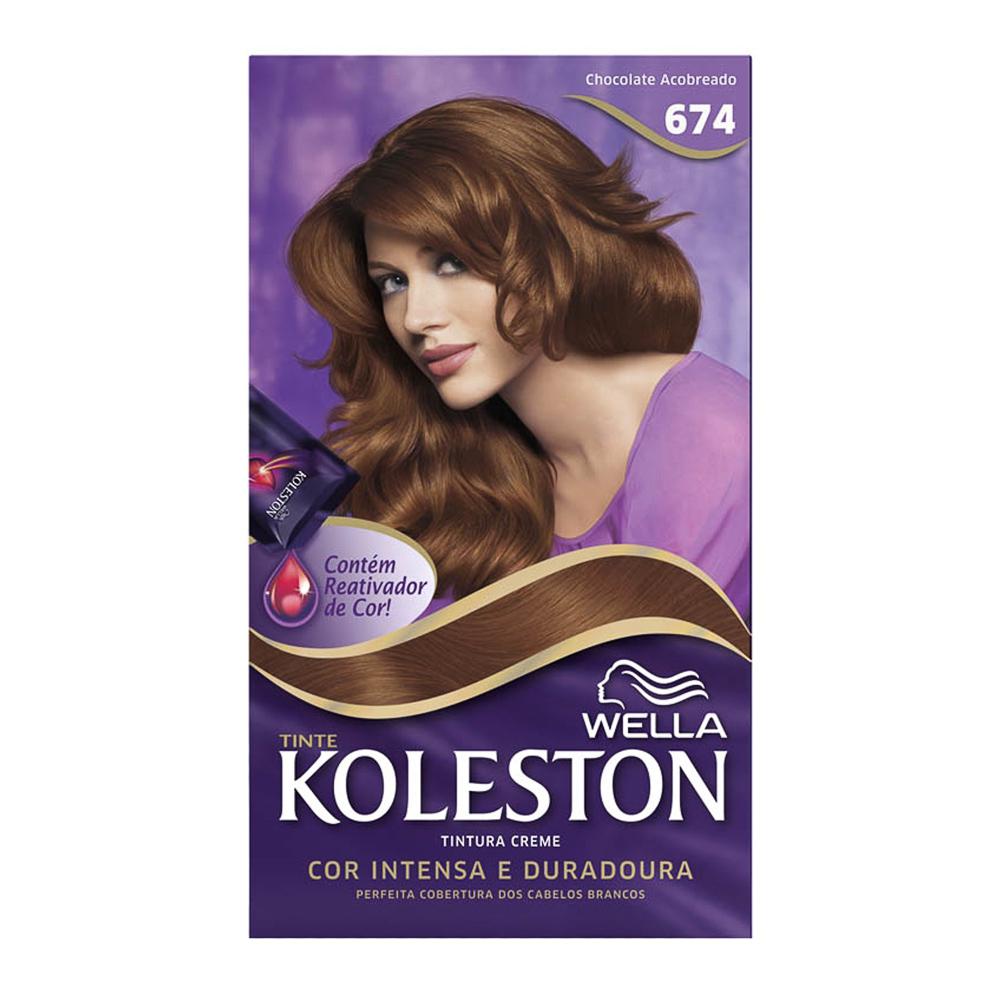 Chocolate Acobreado
674
KOLESTON
Contém
Reativador
de Cor!
WELLA
TINTE
KOLESTON
TINTURA CREME
COR INTENSA E DURADOURA
PERFEITA COBERTURA DOS CABELOS BRANCOS